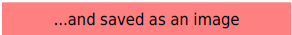 ...and saved as an image